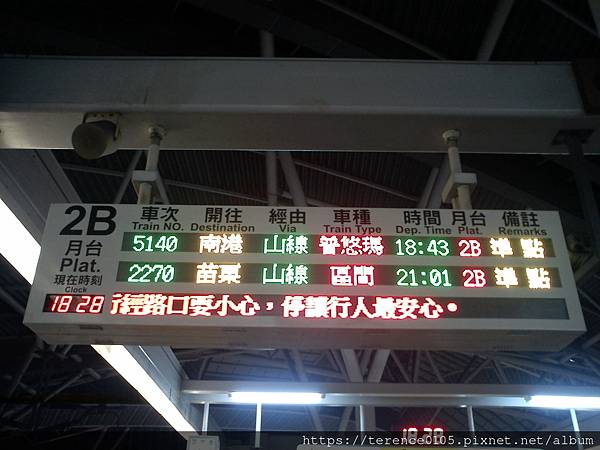 2B 車次 開往 經由 車種 時間 月台 備註
Train NO. Destination Via Train Type Dep. Time Plat. Remarks
月台 5140 南港 山線 普悠瑪 18:43 2B 準點
Plat.
現在時刻 2270 苗栗 山線 區間 21:01 2B 準點
Clock
18 28 行經路口要小心，停讓行人最安心。
18 28
https://terence0105.pixnet.net/album